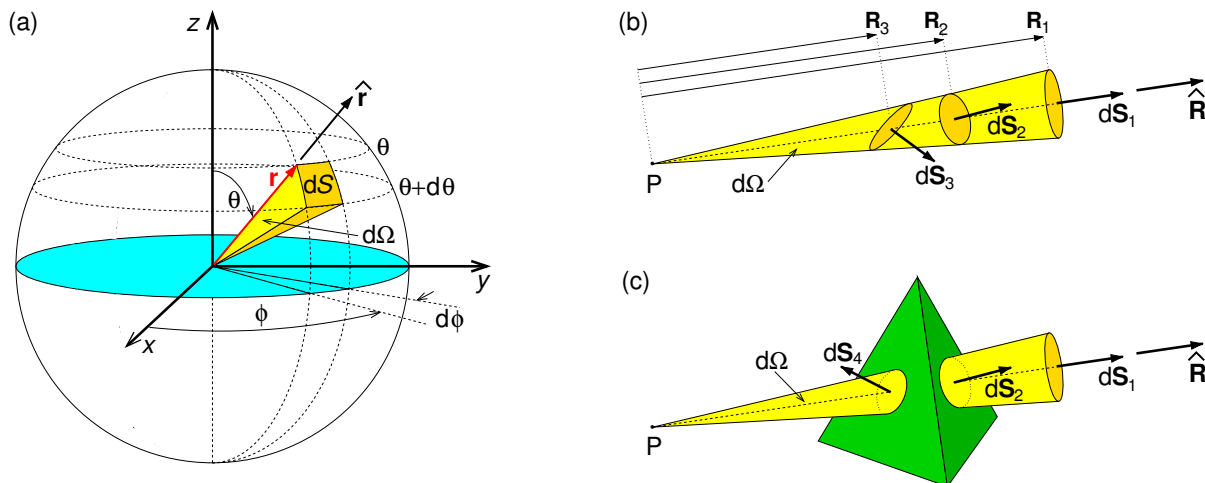 (a)
z
r̂
θ
r
dS
θ+dθ
θ
dΩ
y
dϕ
ϕ
x
(b)
R₃ R₂ R₁
dS₂ dS₁ R̂
P
dΩ
dS₃
(c)
dΩ dS₄
dS₂ dS₁ R̂
P